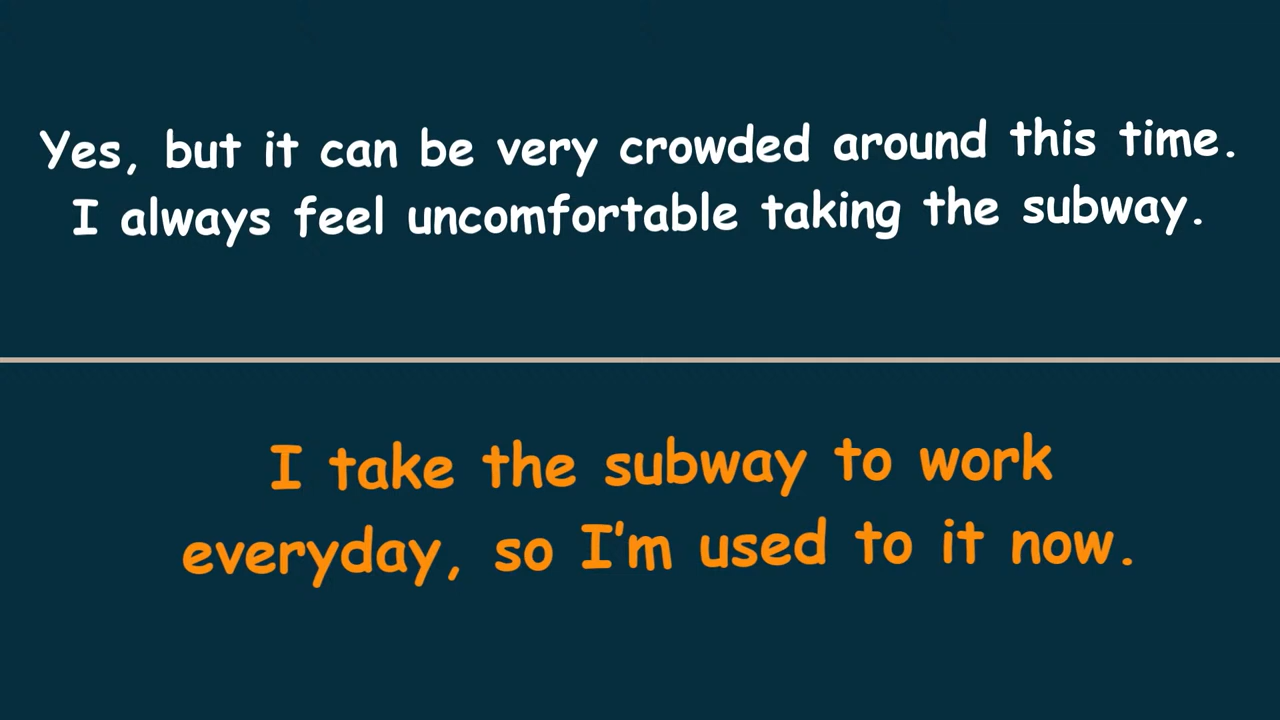 Yes, but it can be very crowded around this time.
I always feel uncomfortable taking the subway.
I take the subway to work
everyday, so I'm used to it now.